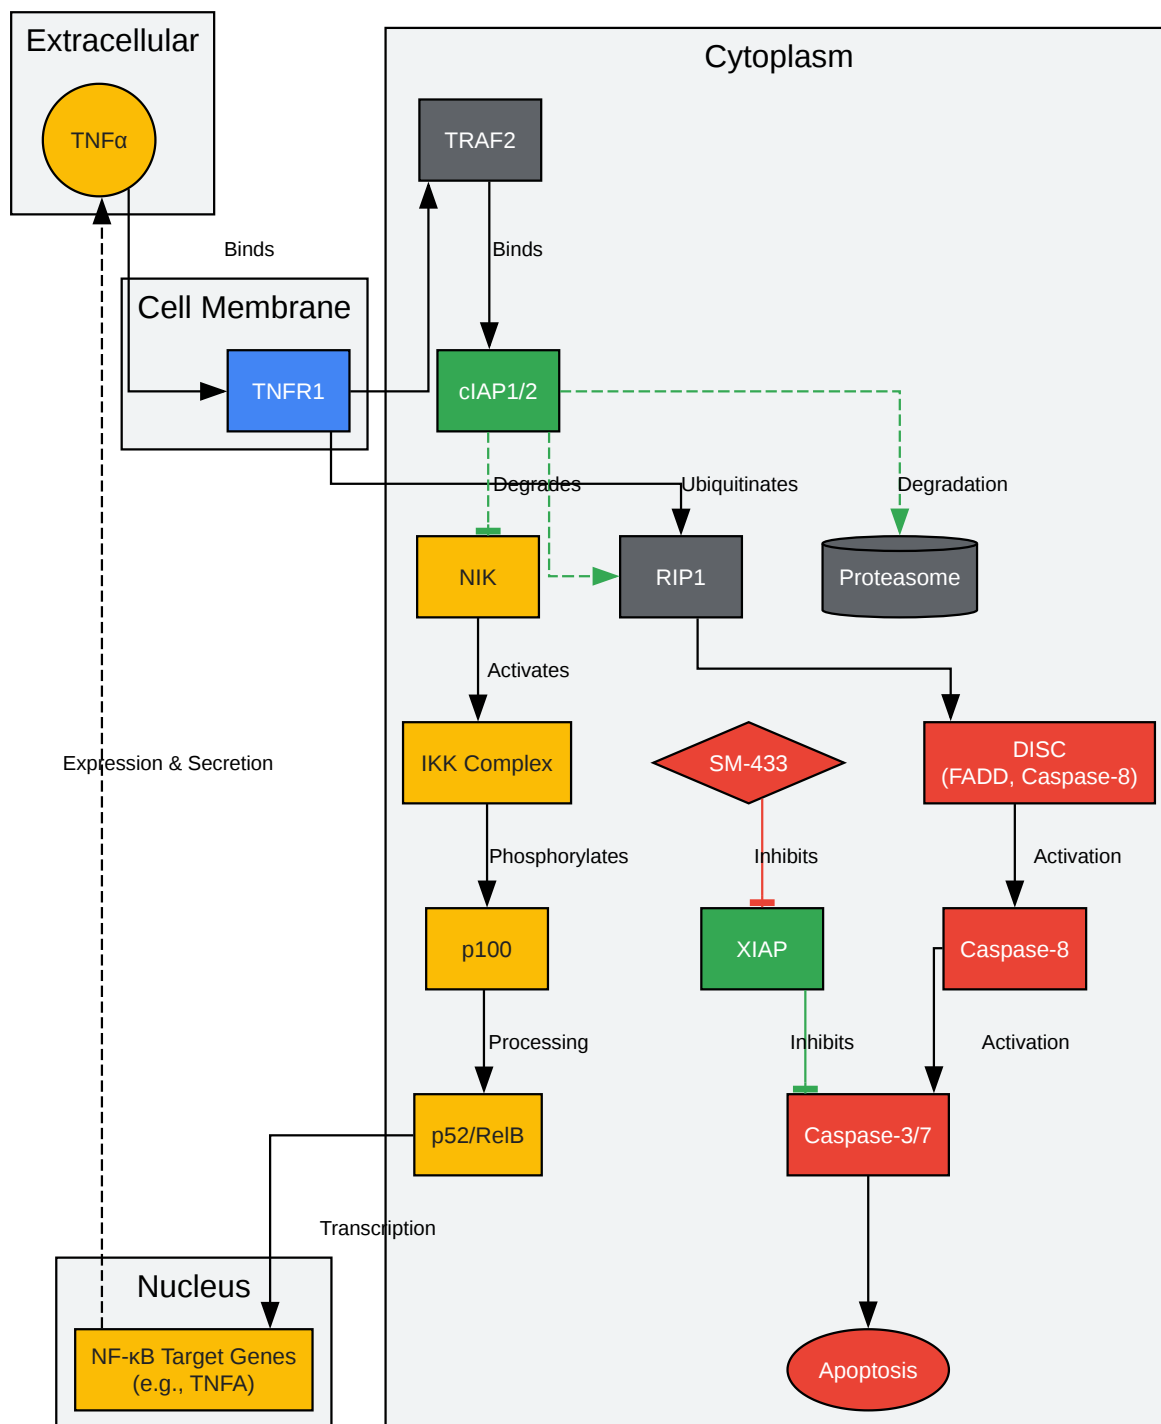 Extracellular
Cytoplasm
TNFα
TRAF2
Binds
Binds
Cell Membrane
TNFR1
cIAP1/2
Degrades
Ubiquitinates
Degradation
NIK
RIP1
Proteasome
Activates
Expression & Secretion
IKK Complex
SM-433
DISC
(FADD, Caspase-8)
Phosphorylates
Inhibits
Activation
p100
XIAP
Caspase-8
Processing
Inhibits
Activation
p52/RelB
Caspase-3/7
Transcription
Nucleus
NF-κB Target Genes
(e.g., TNFA)
Apoptosis